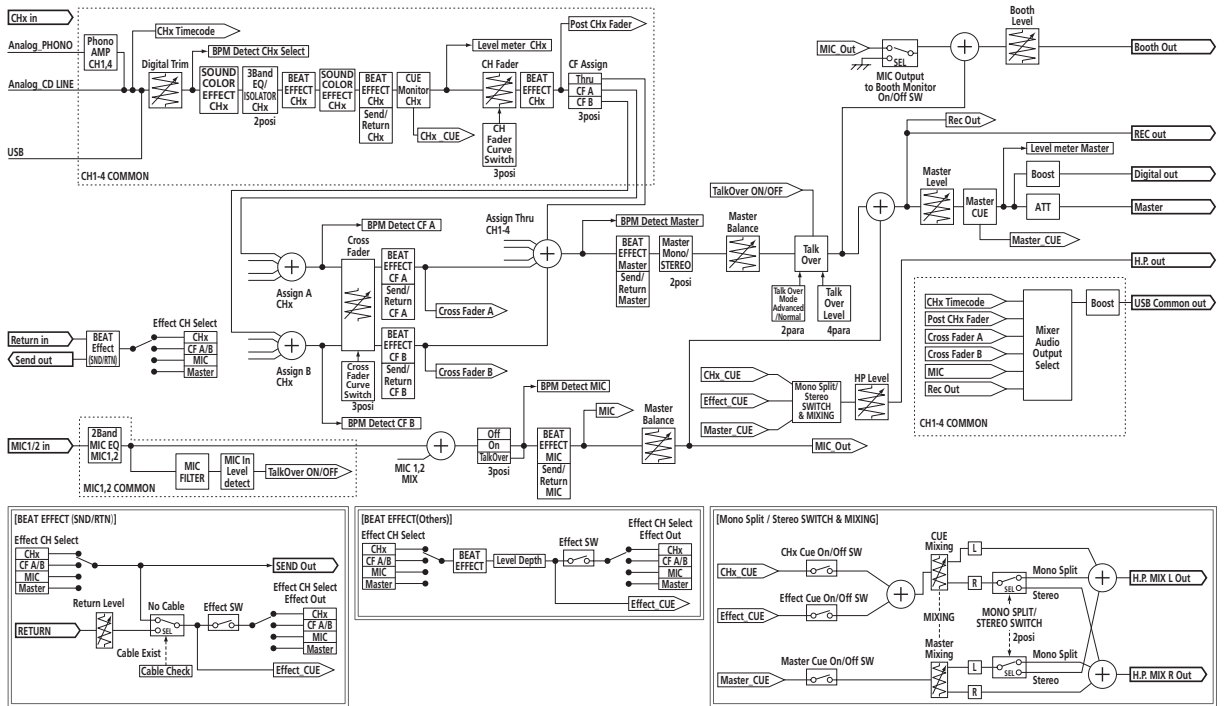 CHx in
Analog_PHONO
Phono
AMP
CH1,4
CHx Timecode
BPM Detect CHx Select
Digital Trim
Analog_CD LINE
USB
SOUND
COLOR
EFFECT
CHx
3Band
EQ/
ISOLATOR
CHx
2posi
BEAT
EFFECT
CHx
SOUND
COLOR
EFFECT
CHx
BEAT
EFFECT
CHx
Send/
Return
CHx
CUE
Monitor
CHx
Level meter CHx
CHx _CUE
CH Fader
CH
Fader
Curve
Switch
3posi
BEAT
EFFECT
CHx
Post CHx Fader
CF Assign
Thru
CF A
CF B
3posi
CH1-4 COMMON
MIC_Out
SEL
MIC Output
to Booth Monitor
On/Off SW
Booth
Level
Booth Out
Rec Out
REC out
Level meter Master
Master
Level
Master
CUE
Boost
Digital out
ATT
Master
Master_CUE
H.P. out
BPM Detect CF A
Cross
Fader
BEAT
EFFECT
CF A
Send/
Return
CF A
Assign A
CHx
Cross Fader A
Assign Thru
CH1-4
BPM Detect Master
BEAT
EFFECT
Master
Send/
Return
Master
Master
Mono/
STEREO
2posi
Master
Balance
TalkOver ON/OFF
Talk
Over
Talk Over
Mode
Advanced
/Normal
2para
Talk
Over
Level
4para
CHx Timecode
Post CHx Fader
Cross Fader A
Cross Fader B
MIC
Rec Out
Mixer
Audio
Output
Select
Boost
USB Common out
CH1-4 COMMON
Return in
Send out
BEAT
Effect
(SND/RTN)
Effect CH Select
CHx
CF A/B
MIC
Master
Assign B
CHx
Cross
Fader
Curve
Switch
3posi
BEAT
EFFECT
CF B
Send/
Return
CF B
Cross Fader B
BPM Detect CF B
CHx_CUE
Effect_CUE
Master_CUE
Mono Split/
Stereo
SWITCH
& MIXING
HP Level
MIC1/2 in
2Band
MIC EQ
MIC1,2
MIC
FILTER
MIC In
Level
detect
TalkOver ON/OFF
MIC1,2 COMMON
MIC 1,2
MIX
Off
On
TalkOver
3posi
BPM Detect MIC
BEAT
EFFECT
MIC
Send/
Return
MIC
MIC
Master
Balance
MIC_Out
[BEAT EFFECT (SND/RTN)]
Effect CH Select
CHx
CF A/B
MIC
Master
SEND Out
Return Level
RETURN
No Cable
SEL
Cable Exist
Cable Check
Effect SW
Effect CH Select
Effect Out
CHx
CF A/B
MIC
Master
Effect_CUE
[BEAT EFFECT(Others)]
Effect CH Select
CHx
CF A/B
MIC
Master
BEAT
EFFECT
Level Depth
Effect SW
Effect CH Select
Effect Out
CHx
CF A/B
MIC
Master
Effect_CUE
[Mono Split / Stereo SWITCH & MIXING]
CHx Cue On/Off SW
CHx_CUE
Effect Cue On/Off SW
Effect_CUE
Master Cue On/Off SW
Master_CUE
CUE
Mixing
MIXING
Master
Mixing
L
R
Mono Split
SEL
Stereo
MONO SPLIT/
STEREO SWITCH
2posi
L
R
Mono Split
SEL
Stereo
H.P. MIX L Out
H.P. MIX R Out